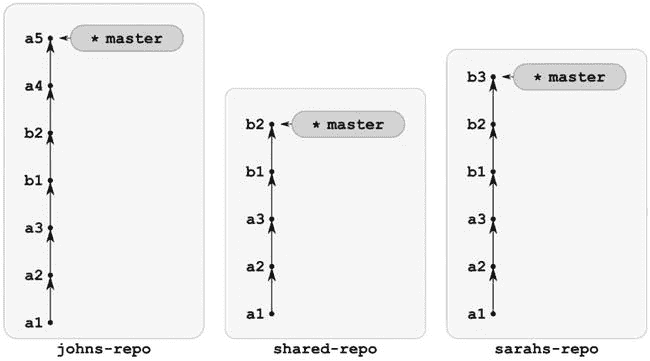 a5 * master
a4
b2
b1
a3
a2
a1
johns-repo
b2 * master
b1
a3
a2
a1
shared-repo
b3 * master
b2
b1
a3
a2
a1
sarahs-repo